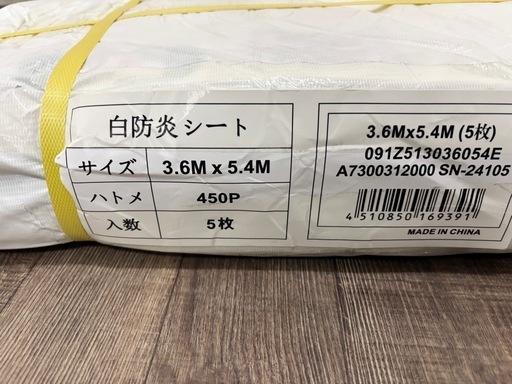 白防炎シート
サイズ 3.6M x 5.4M
ハトメ 450P
入数 5枚
3.6Mx5.4M (5枚)
091Z513036054E
A7300312000 SN-24105
4 510850 169391
MADE IN CHINA